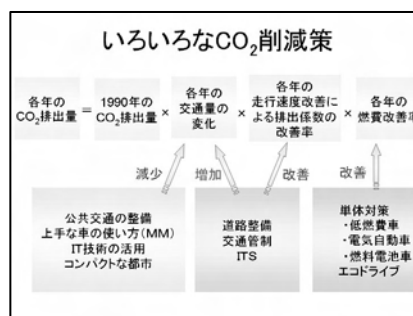 いろいろなCO₂削減策
各年の
CO₂排出量
=
1990年の
CO₂排出量
×
各年の
交通量の
変化
×
各年の
走行速度改善に
よる排出係数の
改善率
×
各年の
燃費改善率
減少
増加
改善
改善
公共交通の整備
上手な車の使い方(MM)
IT技術の活用
コンパクトな都市
道路整備
交通管制
ITS
単体対策
・低燃費車
・電気自動車
・燃料電池車
エコドライブ